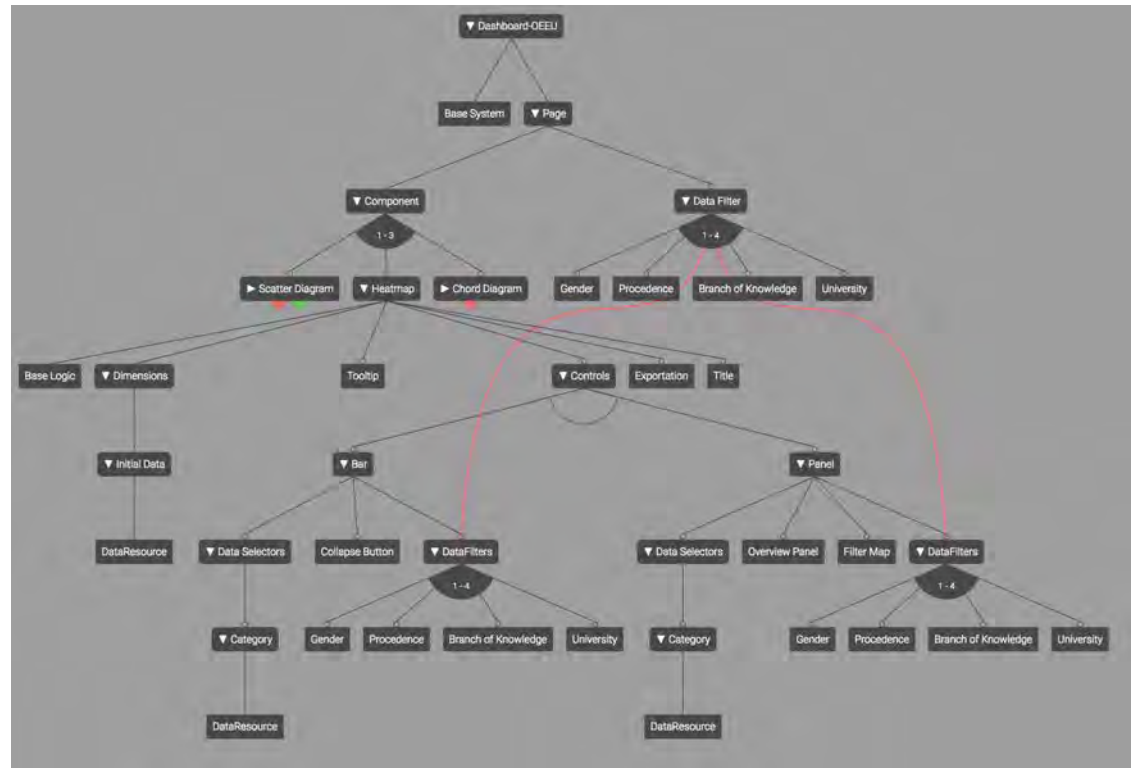 ▼ Dashboard-OEEU
Base System ▼ Page
▼ Component ▼ Data Filter
1 - 3 1 - 4
► Scatter Diagram ▼ Heatmap ► Chord Diagram Gender Procedence Branch of Knowledge University
Base Logic ▼ Dimensions Tooltip ▼ Controls Exportation Title
▼ Initial Data ▼ Bar ▼ Panel
DataResource ▼ Data Selectors Collapse Button ▼ DataFilters ▼ Data Selectors Overview Panel Filter Map ▼ DataFilters
1 - 4 1 - 4
▼ Category Gender Procedence Branch of Knowledge University ▼ Category Gender Procedence Branch of Knowledge University
DataResource DataResource